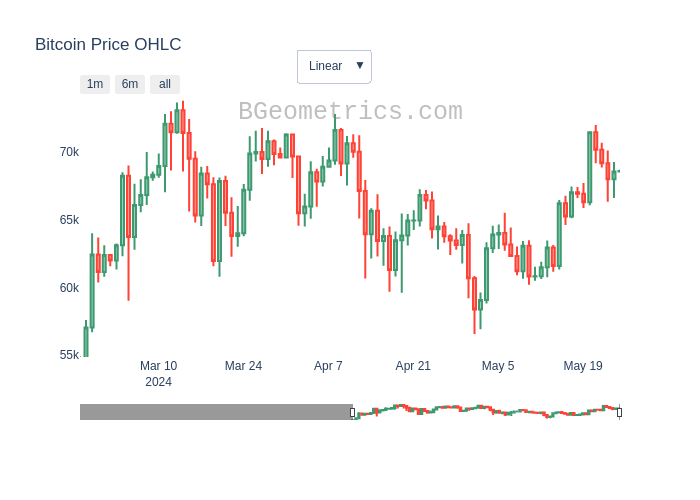 Bitcoin Price OHLC
Linear ▼
1m 6m all
BGeometrics.com
70k
65k
60k
55k
Mar 10 Mar 24 Apr 7 Apr 21 May 5 May 19
2024